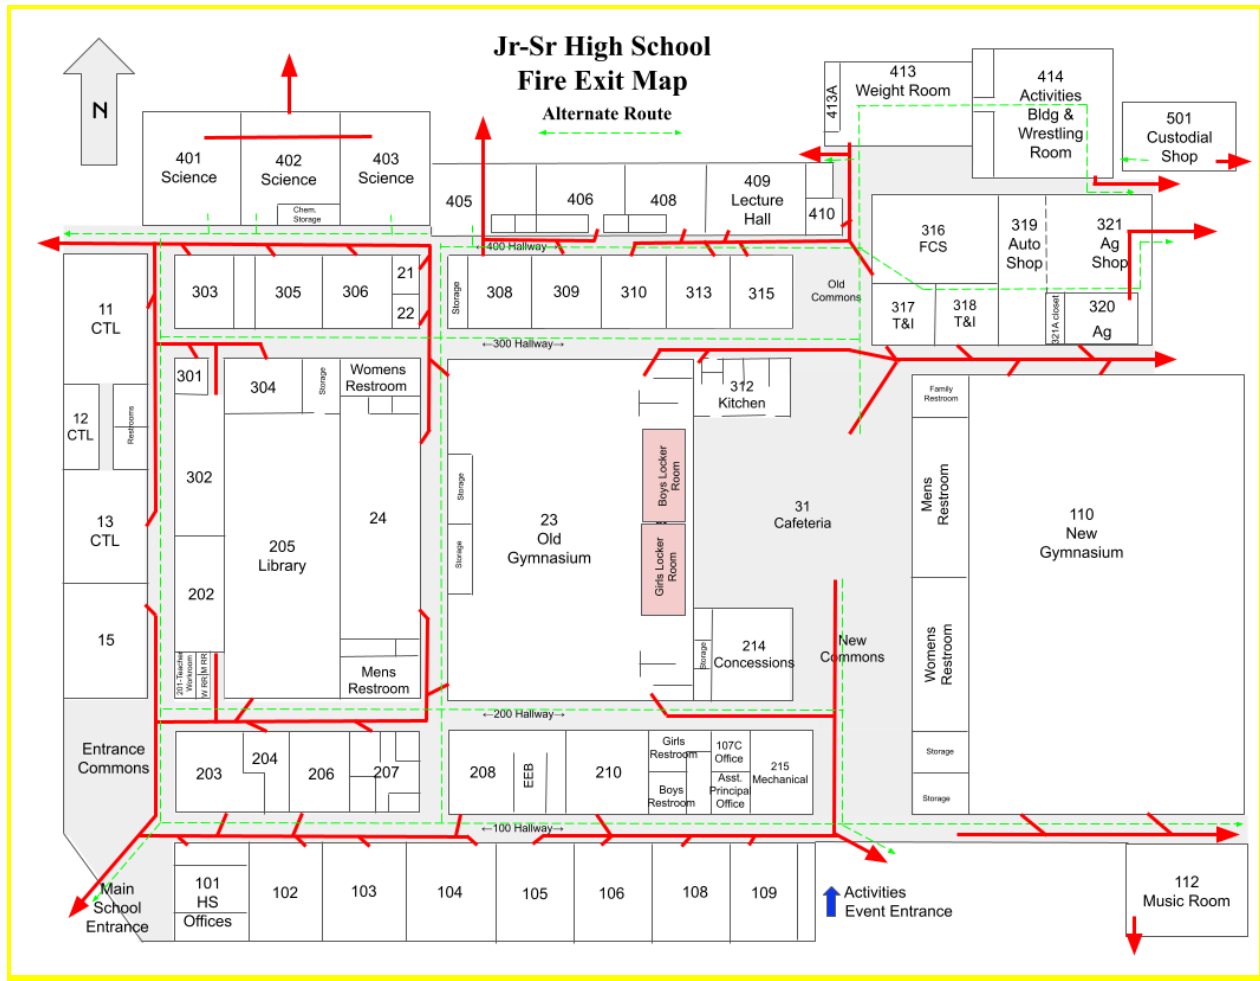 Jr-Sr High School
Fire Exit Map
Alternate Route
N
401
Science
402
Science
403
Science
Chem.
Storage
405
406
408
409
Lecture
Hall
410
413A
413
Weight Room
414
Activities
Bldg &
Wrestling
Room
501
Custodial
Shop
←400 Hallway→
11
CTL
303
305
306
21
22
Storage
308
309
310
313
315
Old
Commons
316
FCS
319
Auto
Shop
321
Ag
Shop
317
T&I
318
T&I
321A closet
320
Ag
←300 Hallway→
301
304
Storage
Womens
Restroom
312
Kitchen
Family
Restroom
12
CTL
Restrooms
302
24
Storage
Storage
23
Old
Gymnasium
Boys Locker
Room
Girls Locker
Room
31
Cafeteria
Mens
Restroom
110
New
Gymnasium
13
CTL
205
Library
202
15
201-Teacher
Workroom
W RR
M RR
Mens
Restroom
Storage
214
Concessions
New
Commons
Womens
Restroom
←200 Hallway→
Entrance
Commons
203
204
206
207
208
EEB
210
Girls
Restroom
Boys
Restroom
107C
Office
Asst.
Principal
Office
215
Mechanical
Storage
Storage
←100 Hallway→
Main
School
Entrance
101
HS
Offices
102
103
104
105
106
108
109
Activities
Event Entrance
112
Music Room